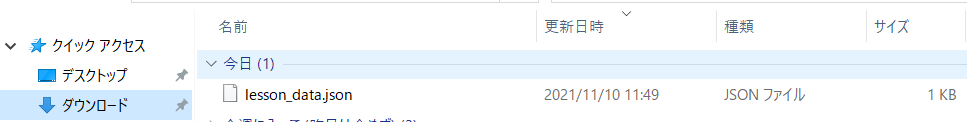 名前 更新日時 種類 サイズ
クイック アクセス
今日 (1)
デスクトップ
lesson_data.json 2021/11/10 11:49 JSON ファイル 1 KB
ダウンロード